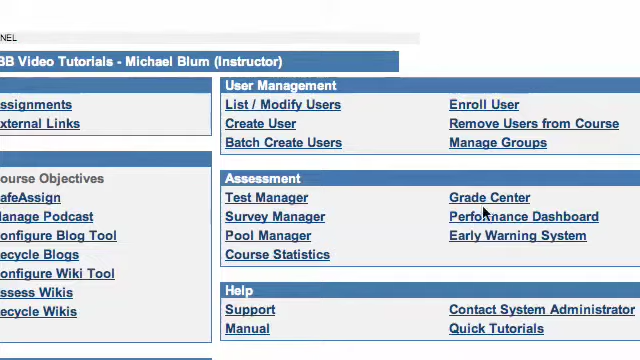 NEL
BB Video Tutorials - Michael Blum (Instructor)
ssignments
xternal Links
ourse Objectives
afeAssign
anage Podcast
onfigure Blog Tool
ecycle Blogs
onfigure Wiki Tool
ssess Wikis
ecycle Wikis
User Management
List / Modify Users Enroll User
Create User Remove Users from Course
Batch Create Users Manage Groups
Assessment
Test Manager Grade Center
Survey Manager Performance Dashboard
Pool Manager Early Warning System
Course Statistics
Help
Support Contact System Administrator
Manual Quick Tutorials